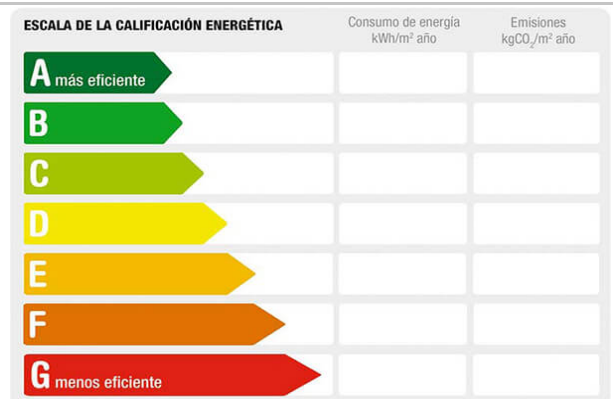 ESCALA DE LA CALIFICACIÓN ENERGÉTICA
Consumo de energía
kWh/m² año
Emisiones
kgCO₂/m² año
A más eficiente
B
C
D
E
F
G menos eficiente